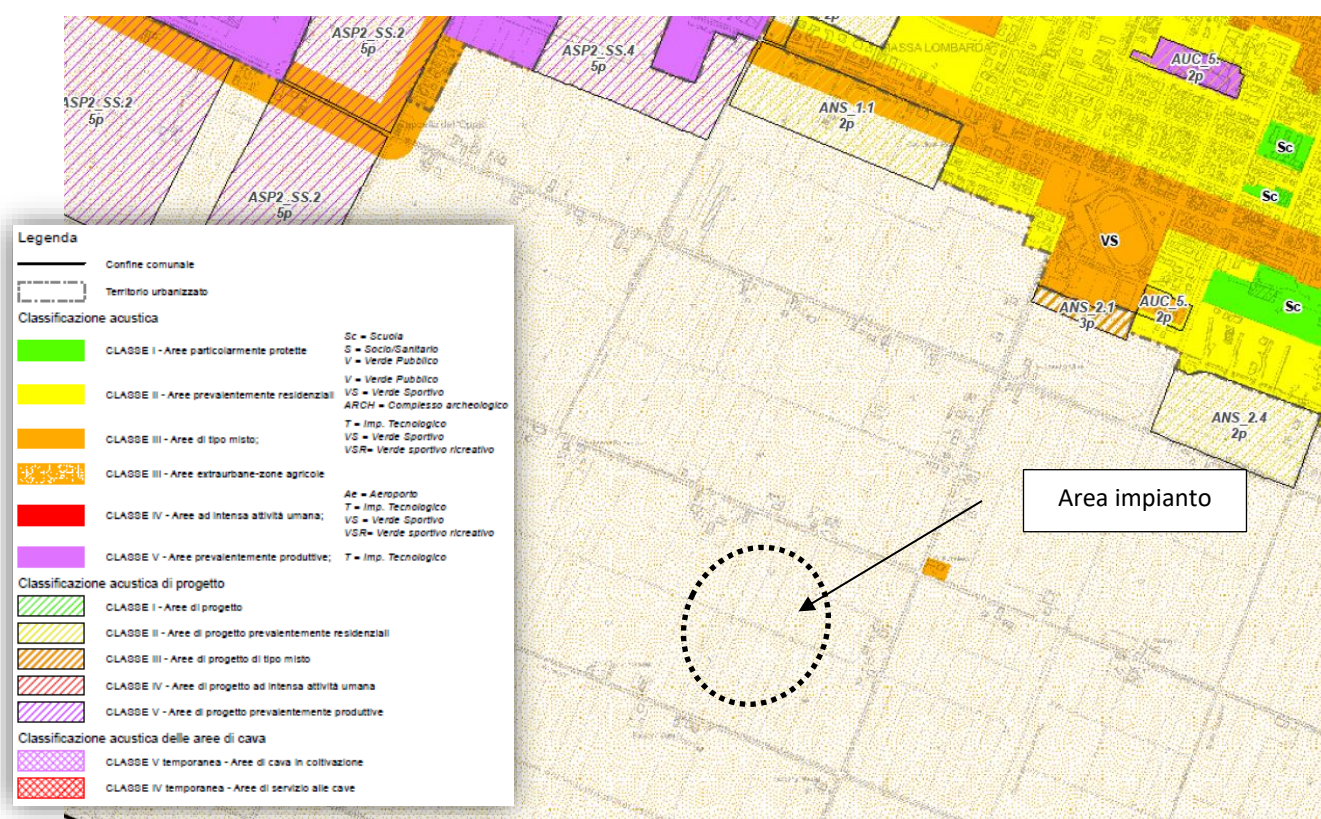 ASP2_SS.2
5p
ASP2_SS.4
5p
2p
MASSA LOMBARDA
AUC_5.
2p
ASP2_SS.2
5p
ANS_1.1
2p
Sc
Sc
ASP2_SS.2
5p
VS
ANS_2.1
3p
AUC_5.
2p
Sc
ANS_2.4
2p
Area impianto
Legenda
Confine comunale
Territorio urbanizzato
Classificazione acustica
CLASSE I - Aree particolarmente protette
Sc = Scuola
S = Socio/Sanitario
V = Verde Pubblico
CLASSE II - Aree prevalentemente residenziali
V = Verde Pubblico
VS = Verde Sportivo
ARCH = Complesso archeologico
CLASSE III - Aree di tipo misto;
T = Imp. Tecnologico
VS = Verde Sportivo
VSR= Verde sportivo ricreativo
CLASSE III - Aree extraurbane-zone agricole
CLASSE IV - Aree ad intensa attività umana;
Ae = Aeroporto
T = Imp. Tecnologico
VS = Verde Sportivo
VSR= Verde sportivo ricreativo
CLASSE V - Aree prevalentemente produttive;
T = Imp. Tecnologico
Classificazione acustica di progetto
CLASSE I - Aree di progetto
CLASSE II - Aree di progetto prevalentemente residenziali
CLASSE III - Aree di progetto di tipo misto
CLASSE IV - Aree di progetto ad intensa attività umana
CLASSE V - Aree di progetto prevalentemente produttive
Classificazione acustica delle aree di cava
CLASSE V temporanea - Aree di cava in coltivazione
CLASSE IV temporanea - Aree di servizio alle cave